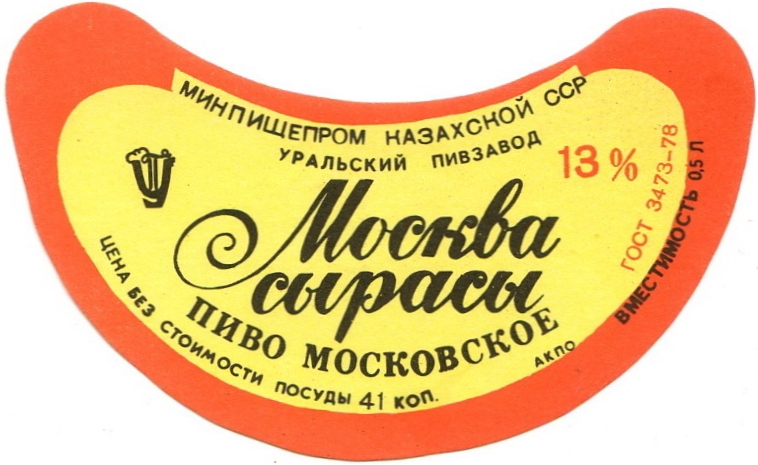 МИНПИЩЕПРОМ КАЗАХСКОЙ ССР
УРАЛЬСКИЙ ПИВЗАВОД
13 %
Москва
сырасы
ПИВО МОСКОВСКОЕ
ЦЕНА БЕЗ СТОИМОСТИ ПОСУДЫ 41 КОП.
АКПО
ГОСТ 3473-78
ВМЕСТИМОСТЬ 0,5 Л